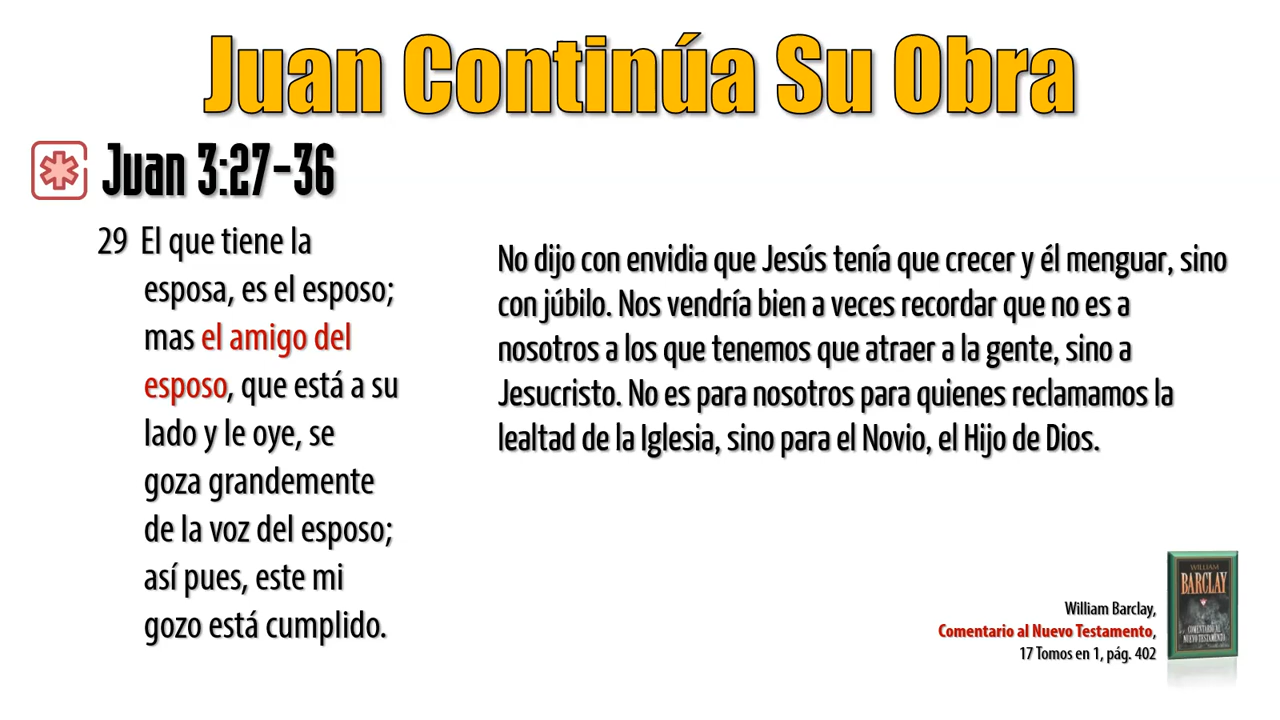 Juan Continúa Su Obra
Juan 3:27-36
29 El que tiene la
esposa, es el esposo;
mas el amigo del
esposo, que está a su
lado y le oye, se
goza grandemente
de la voz del esposo;
así pues, este mi
gozo está cumplido.
No dijo con envidia que Jesús tenía que crecer y él menguar, sino
con júbilo. Nos vendría bien a veces recordar que no es a
nosotros a los que tenemos que atraer a la gente, sino a
Jesucristo. No es para nosotros para quienes reclamamos la
lealtad de la Iglesia, sino para el Novio, el Hijo de Dios.
William Barclay,
Comentario al Nuevo Testamento,
17 Tomos en 1, pág. 402
WILLIAM
BARCLAY
COMENTARIO AL
NUEVO TESTAMENTO